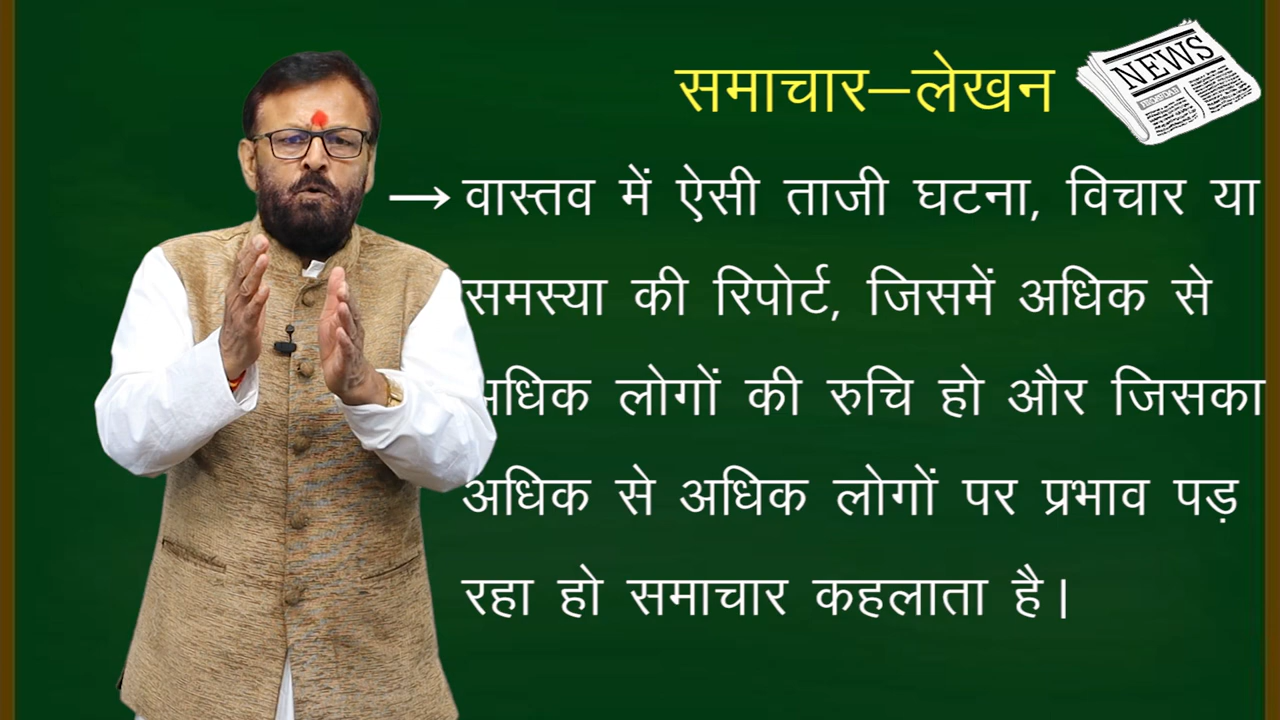 समाचार–लेखन
NEWS
→ वास्तव में ऐसी ताजी घटना, विचार या
समस्या की रिपोर्ट, जिसमें अधिक से
अधिक लोगों की रुचि हो और जिसका
अधिक से अधिक लोगों पर प्रभाव पड़
रहा हो समाचार कहलाता है।